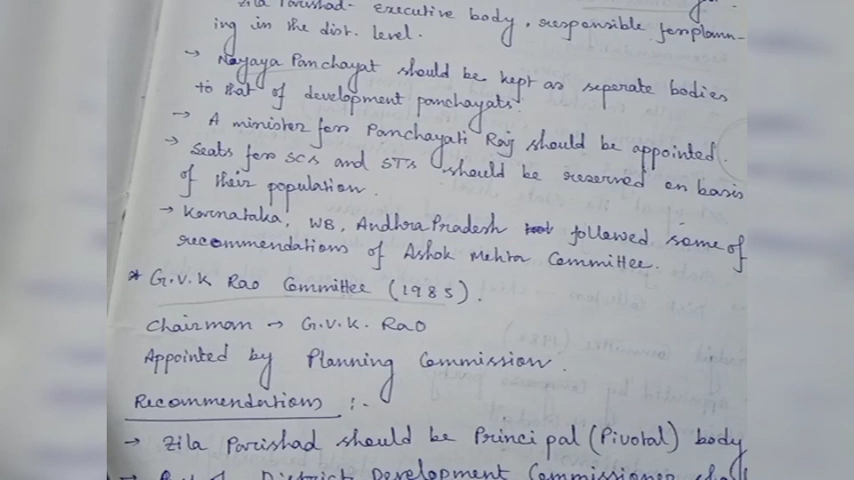 Zila Parishad - Executive body, responsible for plann-
ing in the dist. level.
→ Nayaya Panchayat should be kept as seperate bodies
to that of development panchayats.
→ A minister for Panchayati Raj should be appointed.
→ Seats for SCs and STs should be reserved on basis
of their population.
→ Karnataka, WB, Andhra Pradesh followed some of
recommendations of Ashok Mehta Committee.
* G.V.K Rao Committee (1985).
Chairman → G.V.K. Rao
Appointed by Planning Commission.
Recommendations :-
→ Zila Parishad should be Principal (Pivotal) body
→ District Development Commissioner